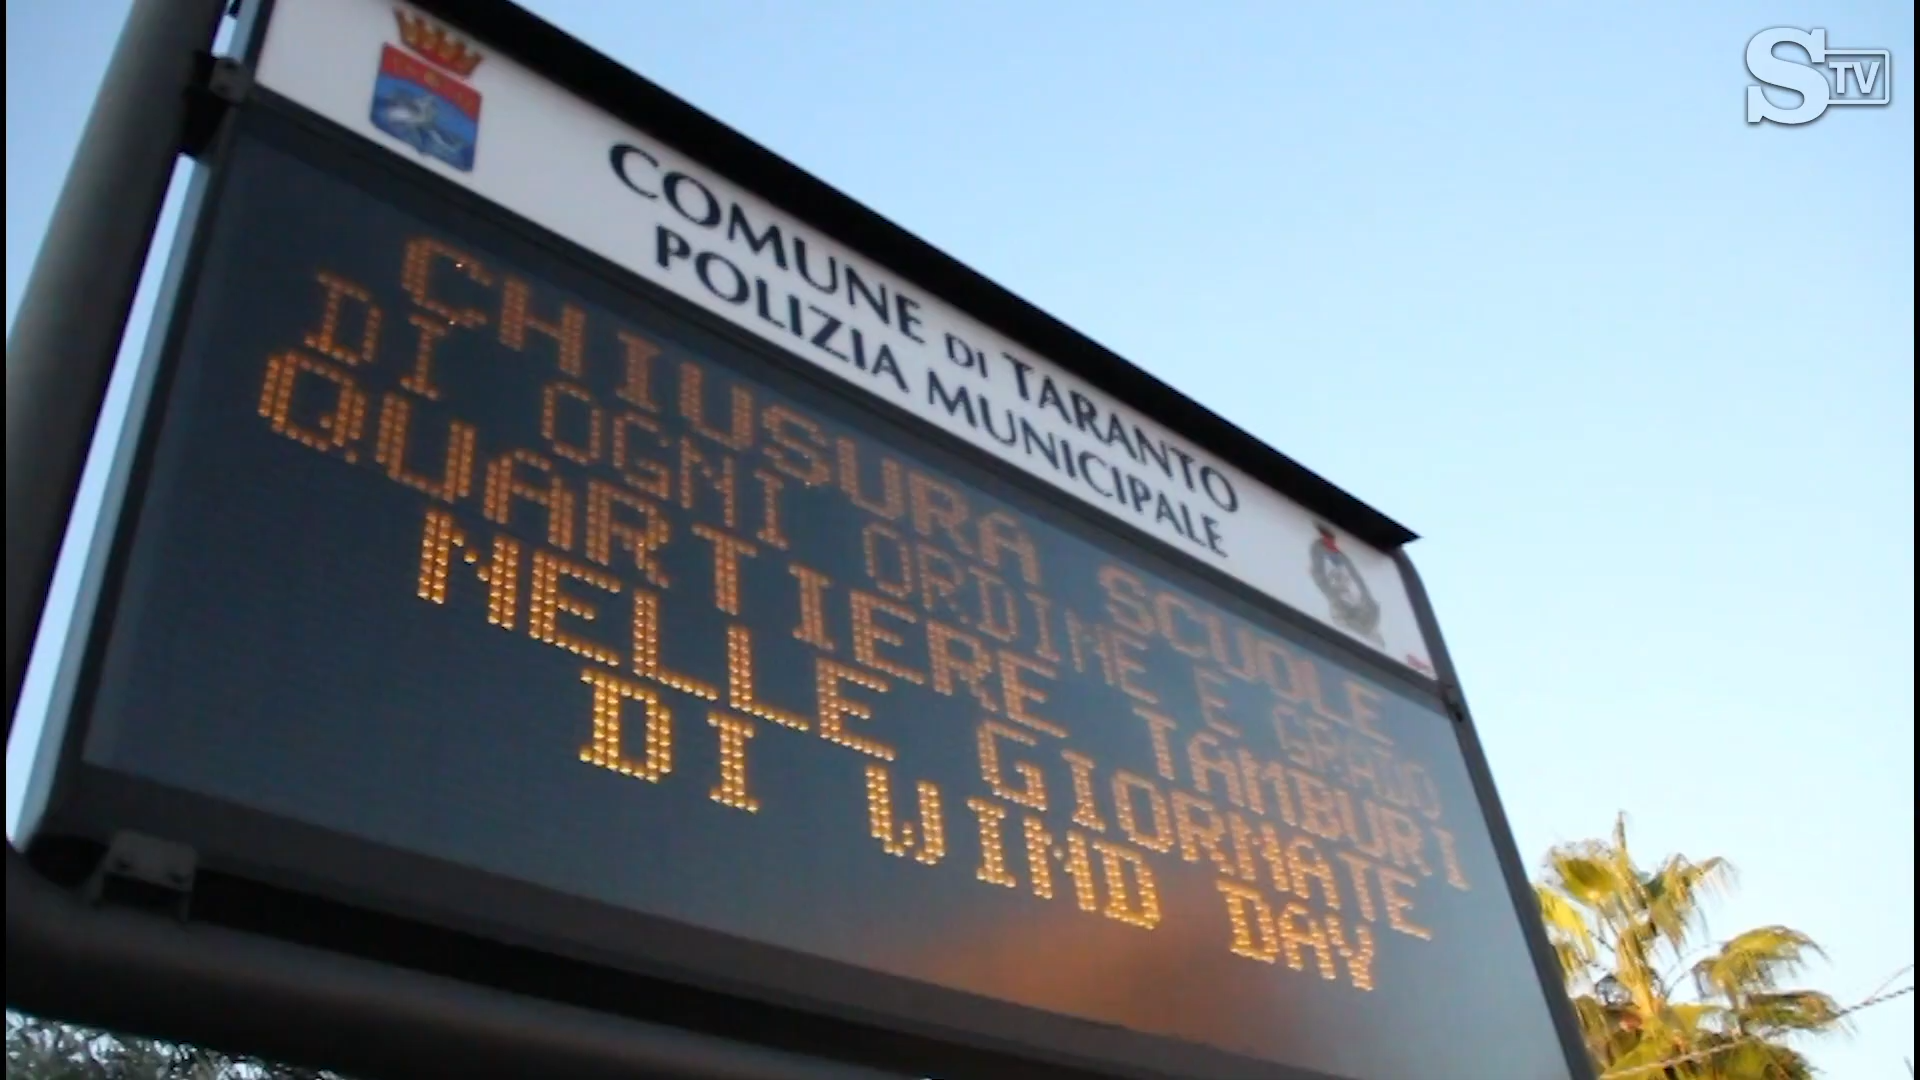 STV
COMUNE DI TARANTO
POLIZIA MUNICIPALE
CHIUSURA SCUOLE
DI OGNI ORDINE E GRADO
QUARTIERE TAMBURI
NELLE GIORNATE
DI WIND DAY